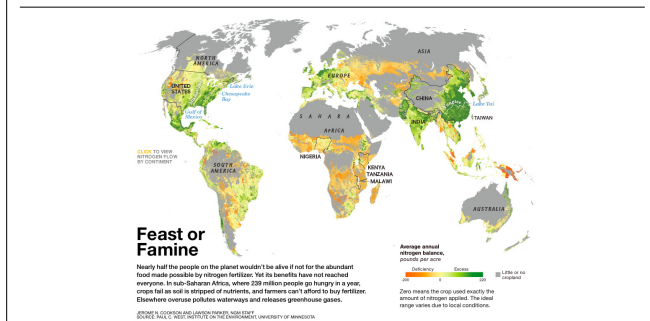 ASIA
NORTH
AMERICA
EUROPE
UNITED
STATES
Lake Erie
Chesapeake
Bay
CHINA
Lake Tai
Gulf of
Mexico
SAHARA
INDIA
TAIWAN
AFRICA
CLICK TO VIEW
NITROGEN FLOW
BY CONTINENT
NIGERIA
SOUTH
AMERICA
KENYA
TANZANIA
MALAWI
AUSTRALIA
Feast or
Famine
Nearly half the people on the planet wouldn't be alive if not for the abundant
food made possible by nitrogen fertilizer. Yet its benefits have not reached
everyone. In sub-Saharan Africa, where 239 million people go hungry in a year,
crops fail as soil is stripped of nutrients, and farmers can't afford to buy fertilizer.
Elsewhere overuse pollutes waterways and releases greenhouse gases.
JEROME N. COOKSON AND LAWSON PARKER, NGM STAFF
SOURCE: PAUL C. WEST, INSTITUTE ON THE ENVIRONMENT, UNIVERSITY OF MINNESOTA
Average annual
nitrogen balance,
pounds per acre
Deficiency Excess
-200 0 220
Little or no
cropland
Zero means the crop used exactly the
amount of nitrogen applied. The ideal
range varies due to local conditions.